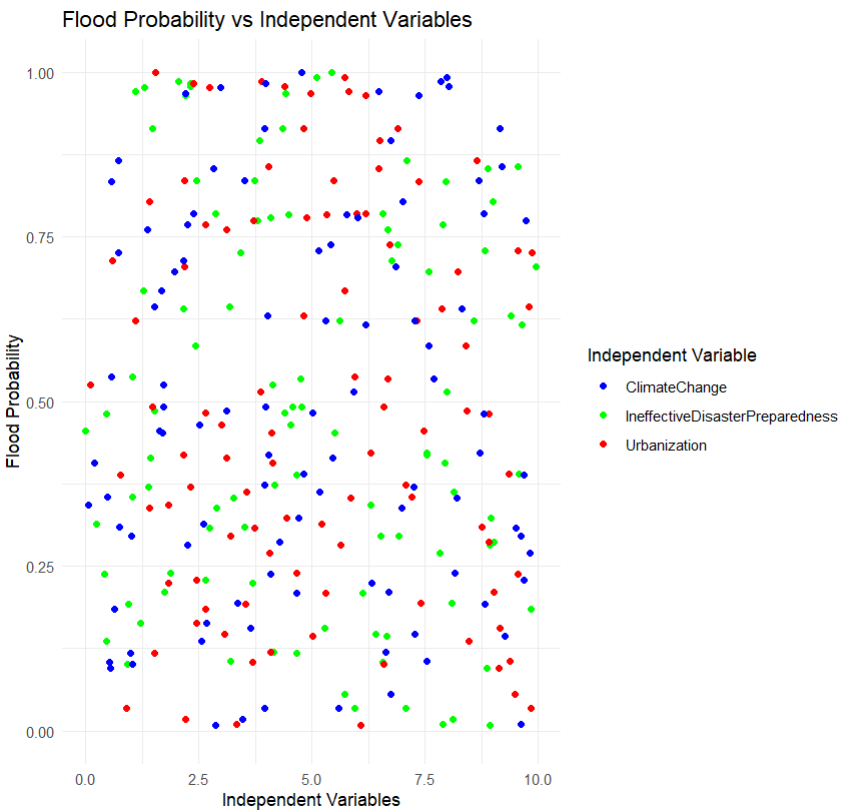 Flood Probability vs Independent Variables
1.00
0.75
0.50
0.25
0.00
Flood Probability
0.0 2.5 5.0 7.5 10.0
Independent Variables
Independent Variable
ClimateChange
IneffectiveDisasterPreparedness
Urbanization